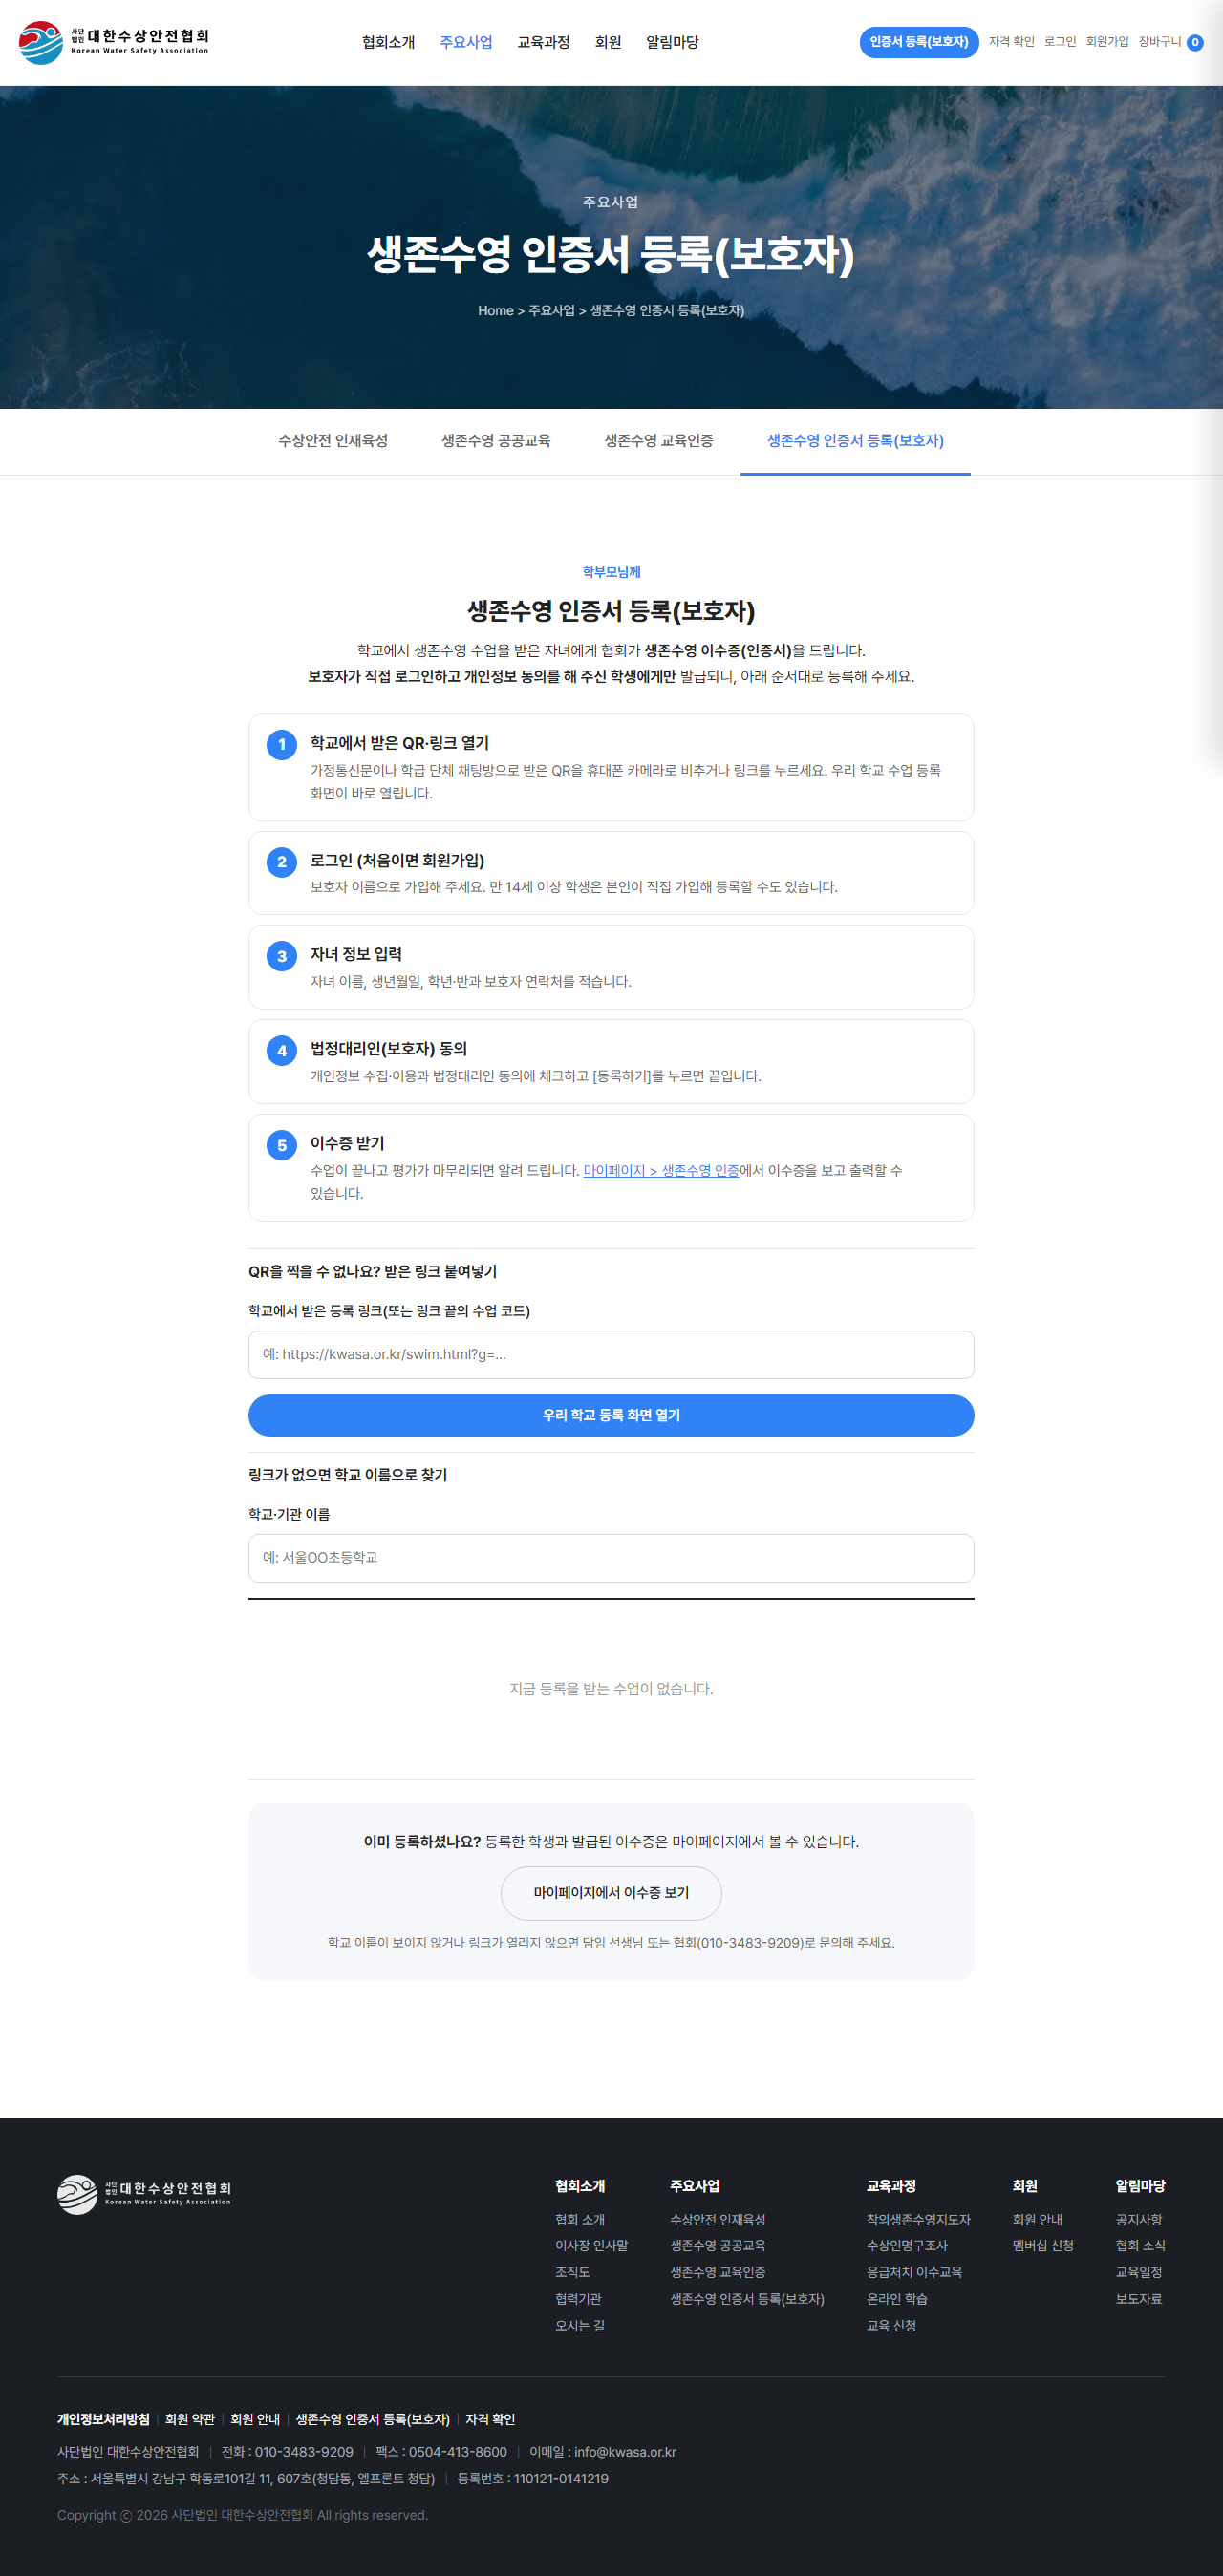 사단법인 대한수상안전협회
Korean Water Safety Association
협회소개 주요사업 교육과정 회원 알림마당
인증서 등록(보호자) 자격 확인 로그인 회원가입 장바구니 0
주요사업
생존수영 인증서 등록(보호자)
Home > 주요사업 > 생존수영 인증서 등록(보호자)
수상안전 인재육성 생존수영 공공교육 생존수영 교육인증 생존수영 인증서 등록(보호자)
학부모님께
생존수영 인증서 등록(보호자)
학교에서 생존수영 수업을 받은 자녀에게 협회가 생존수영 이수증(인증서)을 드립니다.
보호자가 직접 로그인하고 개인정보 동의를 해 주신 학생에게만 발급되니, 아래 순서대로 등록해 주세요.
1 학교에서 받은 QR·링크 열기
가정통신문이나 학급 단체 채팅방으로 받은 QR을 휴대폰 카메라로 비추거나 링크를 누르세요. 우리 학교 수업 등록
화면이 바로 열립니다.
2 로그인 (처음이면 회원가입)
보호자 이름으로 가입해 주세요. 만 14세 이상 학생은 본인이 직접 가입해 등록할 수도 있습니다.
3 자녀 정보 입력
자녀 이름, 생년월일, 학년·반과 보호자 연락처를 적습니다.
4 법정대리인(보호자) 동의
개인정보 수집·이용과 법정대리인 동의에 체크하고 [등록하기]를 누르면 끝입니다.
5 이수증 받기
수업이 끝나고 평가가 마무리되면 알려 드립니다. 마이페이지 > 생존수영 인증에서 이수증을 보고 출력할 수
있습니다.
QR을 찍을 수 없나요? 받은 링크 붙여넣기
학교에서 받은 등록 링크(또는 링크 끝의 수업 코드)
예: https://kwasa.or.kr/swim.html?g=...
우리 학교 등록 화면 열기
링크가 없으면 학교 이름으로 찾기
학교·기관 이름
예: 서울OO초등학교
지금 등록을 받는 수업이 없습니다.
이미 등록하셨나요? 등록한 학생과 발급된 이수증은 마이페이지에서 볼 수 있습니다.
마이페이지에서 이수증 보기
학교 이름이 보이지 않거나 링크가 열리지 않으면 담임 선생님 또는 협회(010-3483-9209)로 문의해 주세요.
사단법인 대한수상안전협회
Korean Water Safety Association
협회소개 주요사업 교육과정 회원 알림마당
협회 소개 수상안전 인재육성 착의생존수영지도자 회원 안내 공지사항
이사장 인사말 생존수영 공공교육 수상인명구조사 멤버십 신청 협회 소식
조직도 생존수영 교육인증 응급처치 이수교육 교육일정
협력기관 생존수영 인증서 등록(보호자) 온라인 학습 보도자료
오시는 길 교육 신청
개인정보처리방침 | 회원 약관 | 회원 안내 | 생존수영 인증서 등록(보호자) | 자격 확인
사단법인 대한수상안전협회 | 전화 : 010-3483-9209 | 팩스 : 0504-413-8600 | 이메일 : info@kwasa.or.kr
주소 : 서울특별시 강남구 학동로101길 11, 607호(청담동, 엘프론트 청담) | 등록번호 : 110121-0141219
Copyright ⓒ 2026 사단법인 대한수상안전협회 All rights reserved.